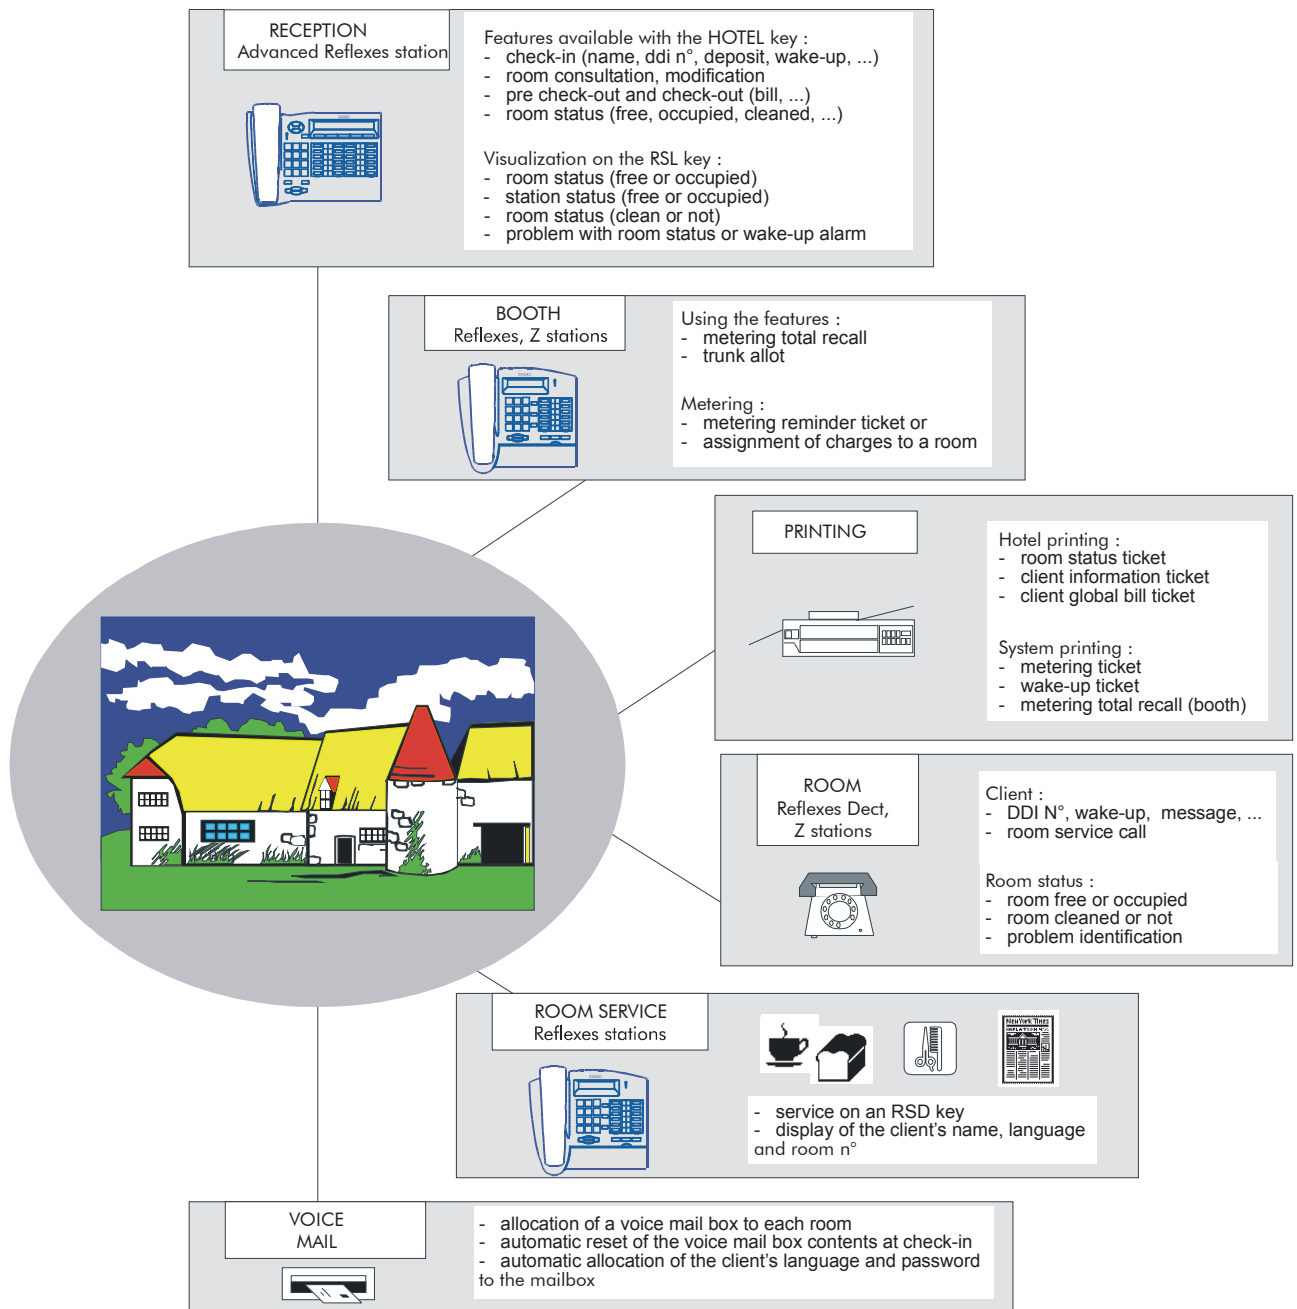 RECEPTION
Advanced Reflexes station
Features available with the HOTEL key :
- check-in (name, ddi n°, deposit, wake-up, ...)
- room consultation, modification
- pre check-out and check-out (bill, ...)
- room status (free, occupied, cleaned, ...)
Visualization on the RSL key :
- room status (free or occupied)
- station status (free or occupied)
- room status (clean or not)
- problem with room status or wake-up alarm
BOOTH
Reflexes, Z stations
Using the features :
- metering total recall
- trunk allot
Metering :
- metering reminder ticket or
- assignment of charges to a room
PRINTING
Hotel printing :
- room status ticket
- client information ticket
- client global bill ticket
System printing :
- metering ticket
- wake-up ticket
- metering total recall (booth)
ROOM
Reflexes Dect,
Z stations
Client :
- DDI N°, wake-up, message, ...
- room service call
Room status :
- room free or occupied
- room cleaned or not
- problem identification
ROOM SERVICE
Reflexes stations
NEW YORK TIMES
INFLATION 4%
- service on an RSD key
- display of the client's name, language
and room n°
VOICE
MAIL
- allocation of a voice mail box to each room
- automatic reset of the voice mail box contents at check-in
- automatic allocation of the client's language and password
to the mailbox